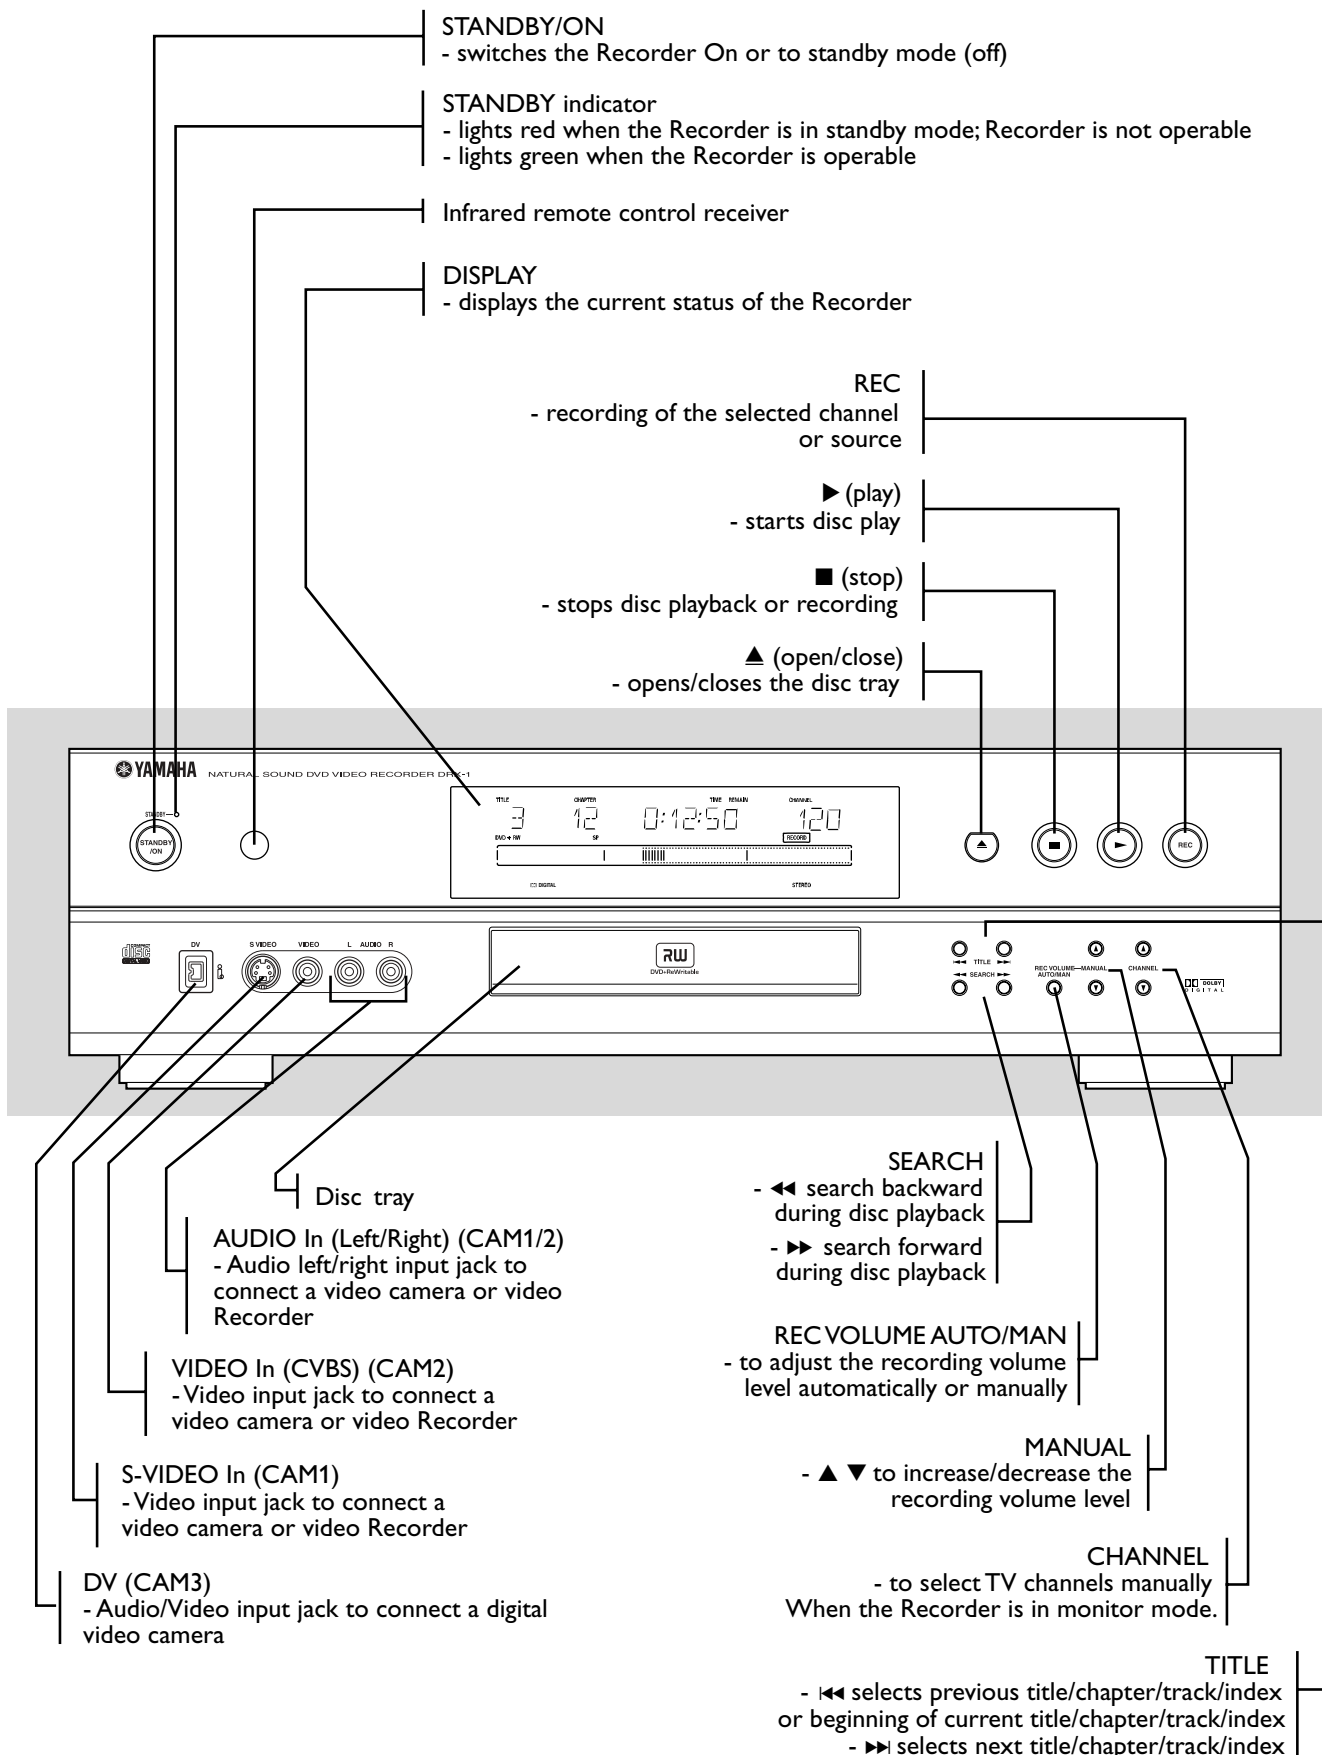 STANDBY/ON
- switches the Recorder On or to standby mode (off)
STANDBY indicator
- lights red when the Recorder is in standby mode; Recorder is not operable
- lights green when the Recorder is operable
Infrared remote control receiver
DISPLAY
- displays the current status of the Recorder
REC
- recording of the selected channel
or source
▶ (play)
- starts disc play
■ (stop)
- stops disc playback or recording
≜ (open/close)
- opens/closes the disc tray
YAMAHA NATURAL SOUND DVD VIDEO RECORDER DRX-1
STANDBY
STANDBY
/ON
TITLE CHAPTER TIME REMAIN CHANNEL
3 12 0:12:50 120
DVD + RW SP RECORD
DIGITAL STEREO
REC
COMPACT
disc
DV S VIDEO VIDEO L AUDIO R
RW
DVD+ReWritable
⏮ TITLE ⏭
◀◀ SEARCH ▶▶
REC VOLUME MANUAL CHANNEL
AUTO/MAN
DOLBY
DIGITAL
Disc tray
AUDIO In (Left/Right) (CAM1/2)
- Audio left/right input jack to
connect a video camera or video
Recorder
VIDEO In (CVBS) (CAM2)
- Video input jack to connect a
video camera or video Recorder
S-VIDEO In (CAM1)
- Video input jack to connect a
video camera or video Recorder
DV (CAM3)
- Audio/Video input jack to connect a digital
video camera
SEARCH
- ◀◀ search backward
during disc playback
- ▶▶ search forward
during disc playback
REC VOLUME AUTO/MAN
- to adjust the recording volume
level automatically or manually
MANUAL
- ▲ ▼ to increase/decrease the
recording volume level
CHANNEL
- to select TV channels manually
When the Recorder is in monitor mode.
TITLE
- ⏮ selects previous title/chapter/track/index
or beginning of current title/chapter/track/index
- ⏭ selects next title/chapter/track/index